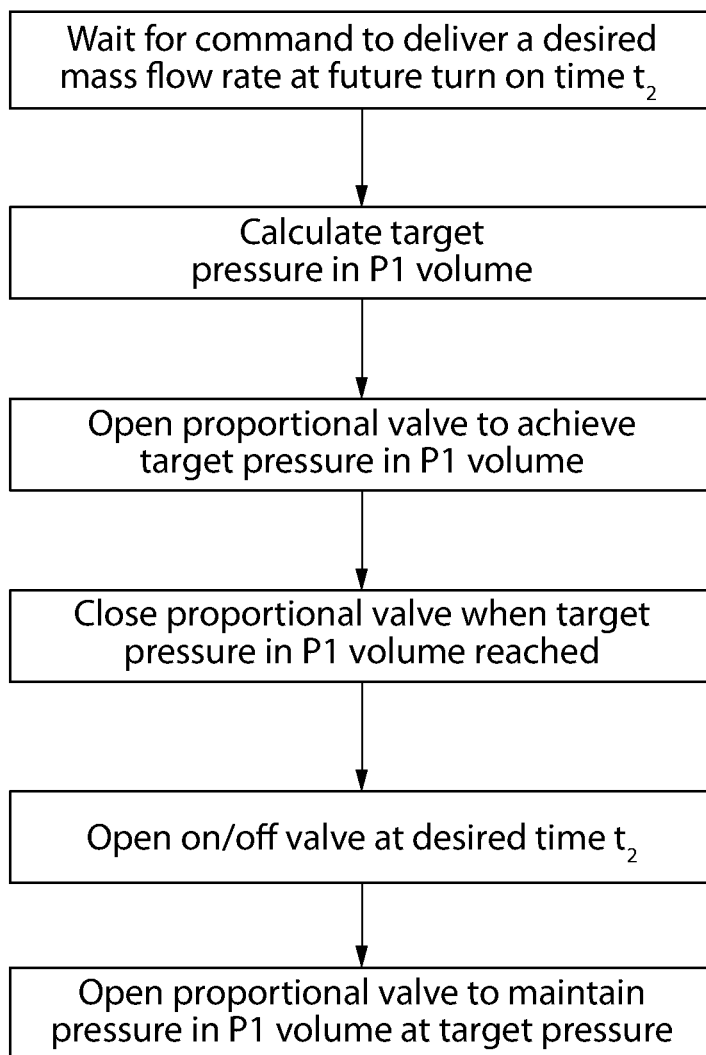 Wait for command to deliver a desired
mass flow rate at future turn on time t₂
Calculate target
pressure in P1 volume
Open proportional valve to achieve
target pressure in P1 volume
Close proportional valve when target
pressure in P1 volume reached
Open on/off valve at desired time t₂
Open proportional valve to maintain
pressure in P1 volume at target pressure